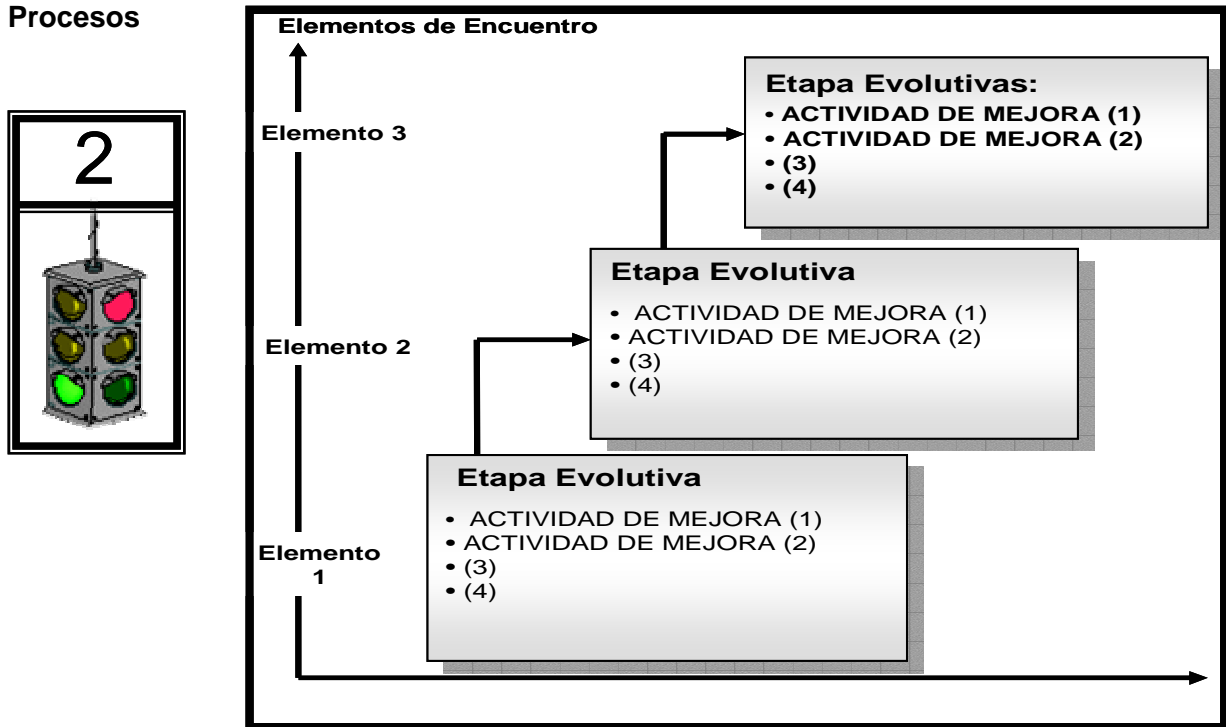 Procesos
2
Elementos de Encuentro
Elemento 3
Elemento 2
Elemento
1
Etapa Evolutivas:
• ACTIVIDAD DE MEJORA (1)
• ACTIVIDAD DE MEJORA (2)
• (3)
• (4)
Etapa Evolutiva
• ACTIVIDAD DE MEJORA (1)
• ACTIVIDAD DE MEJORA (2)
• (3)
• (4)
Etapa Evolutiva
• ACTIVIDAD DE MEJORA (1)
• ACTIVIDAD DE MEJORA (2)
• (3)
• (4)